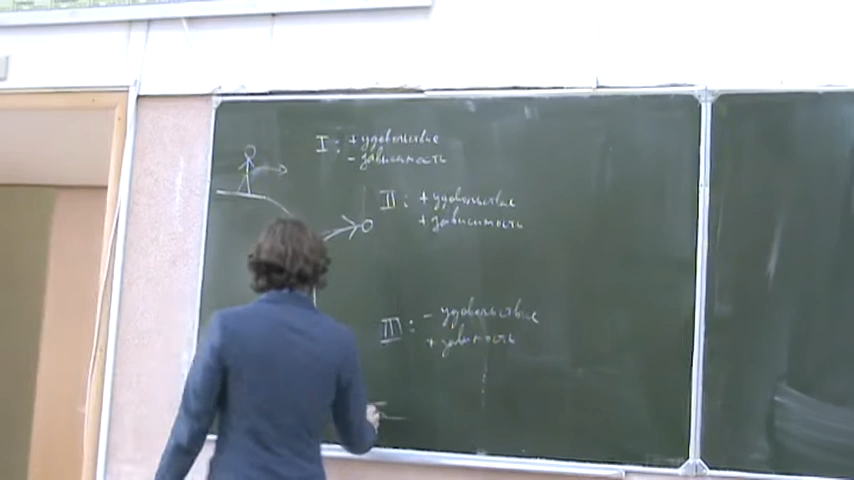 I: + удовольствие
- зависимость
II: + удовольствие
+ зависимость
III: - удовольствие
+ зависимость